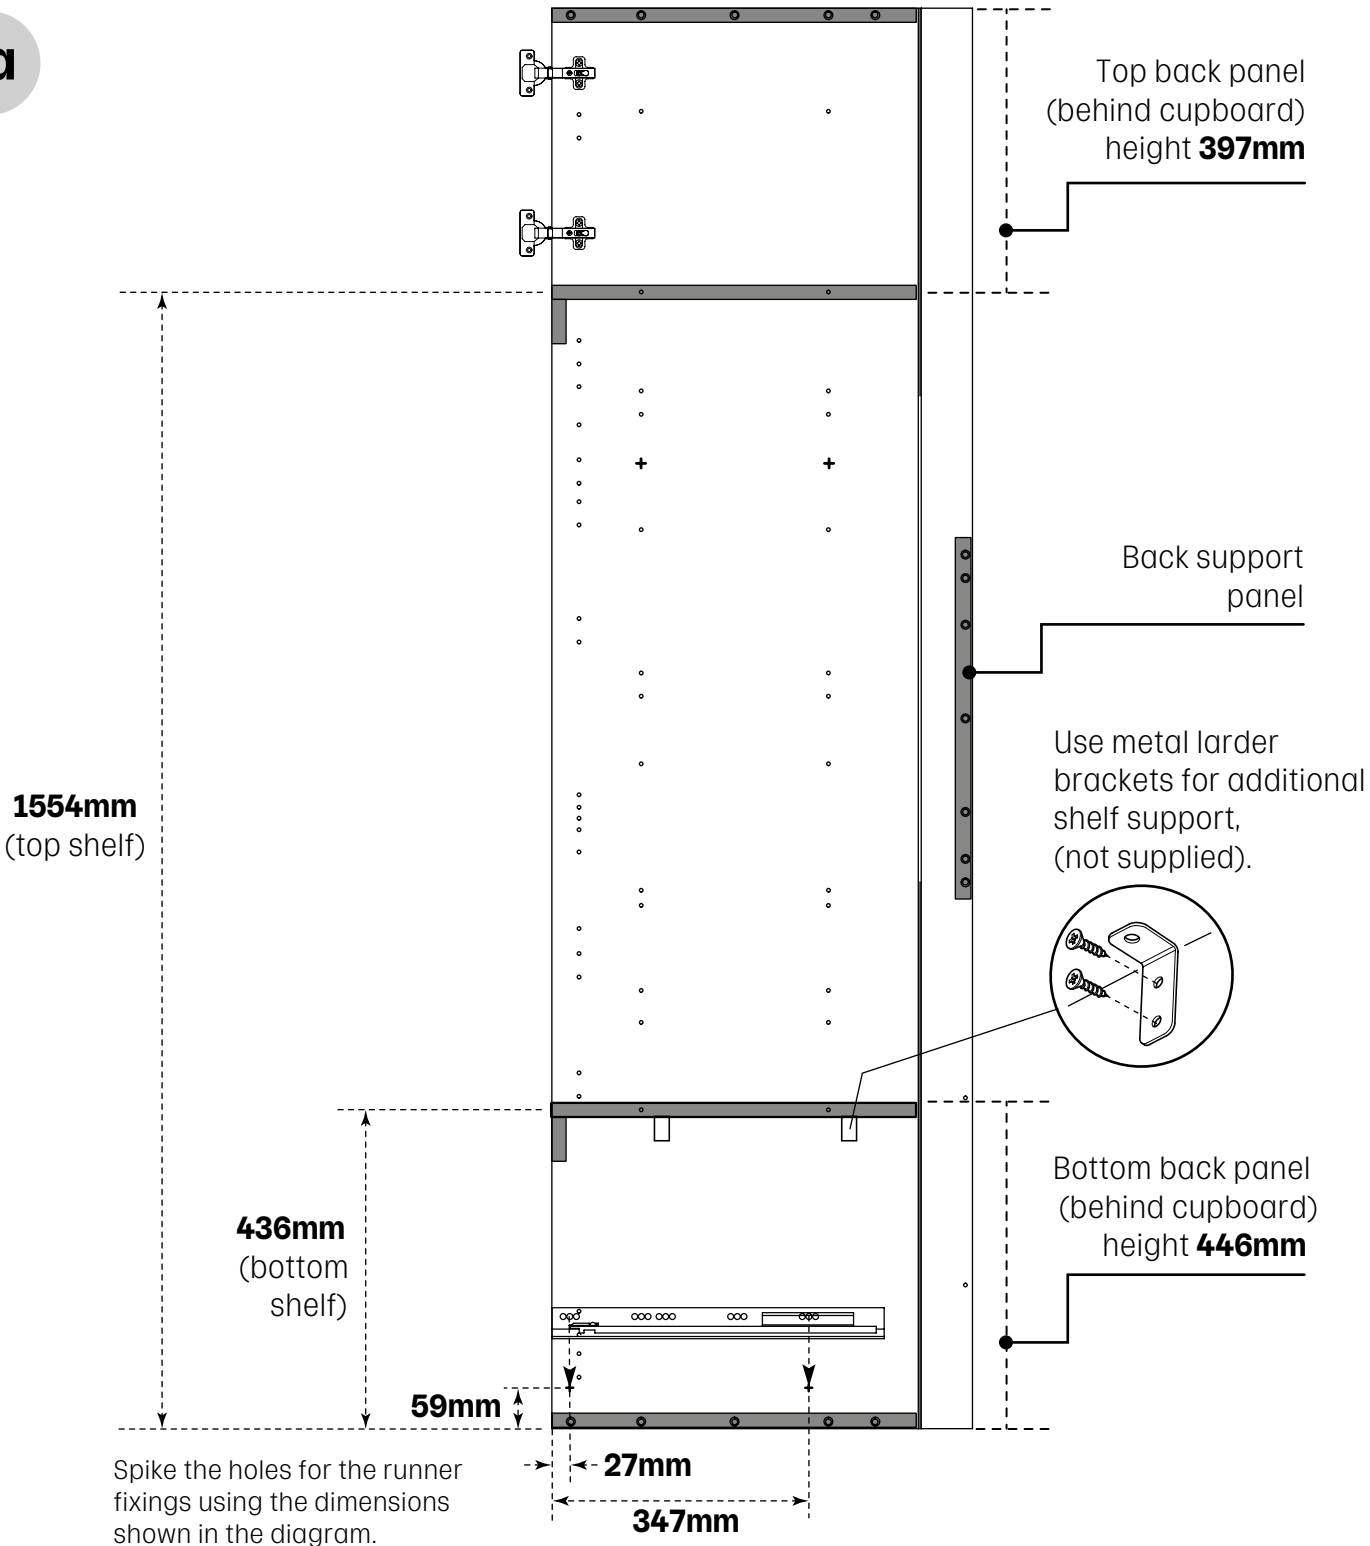 a
Top back panel
(behind cupboard)
height 397mm
Back support
panel
Use metal larder
brackets for additional
shelf support,
(not supplied).
1554mm
(top shelf)
436mm
(bottom
shelf)
Bottom back panel
(behind cupboard)
height 446mm
59mm
27mm
347mm
Spike the holes for the runner
fixings using the dimensions
shown in the diagram.